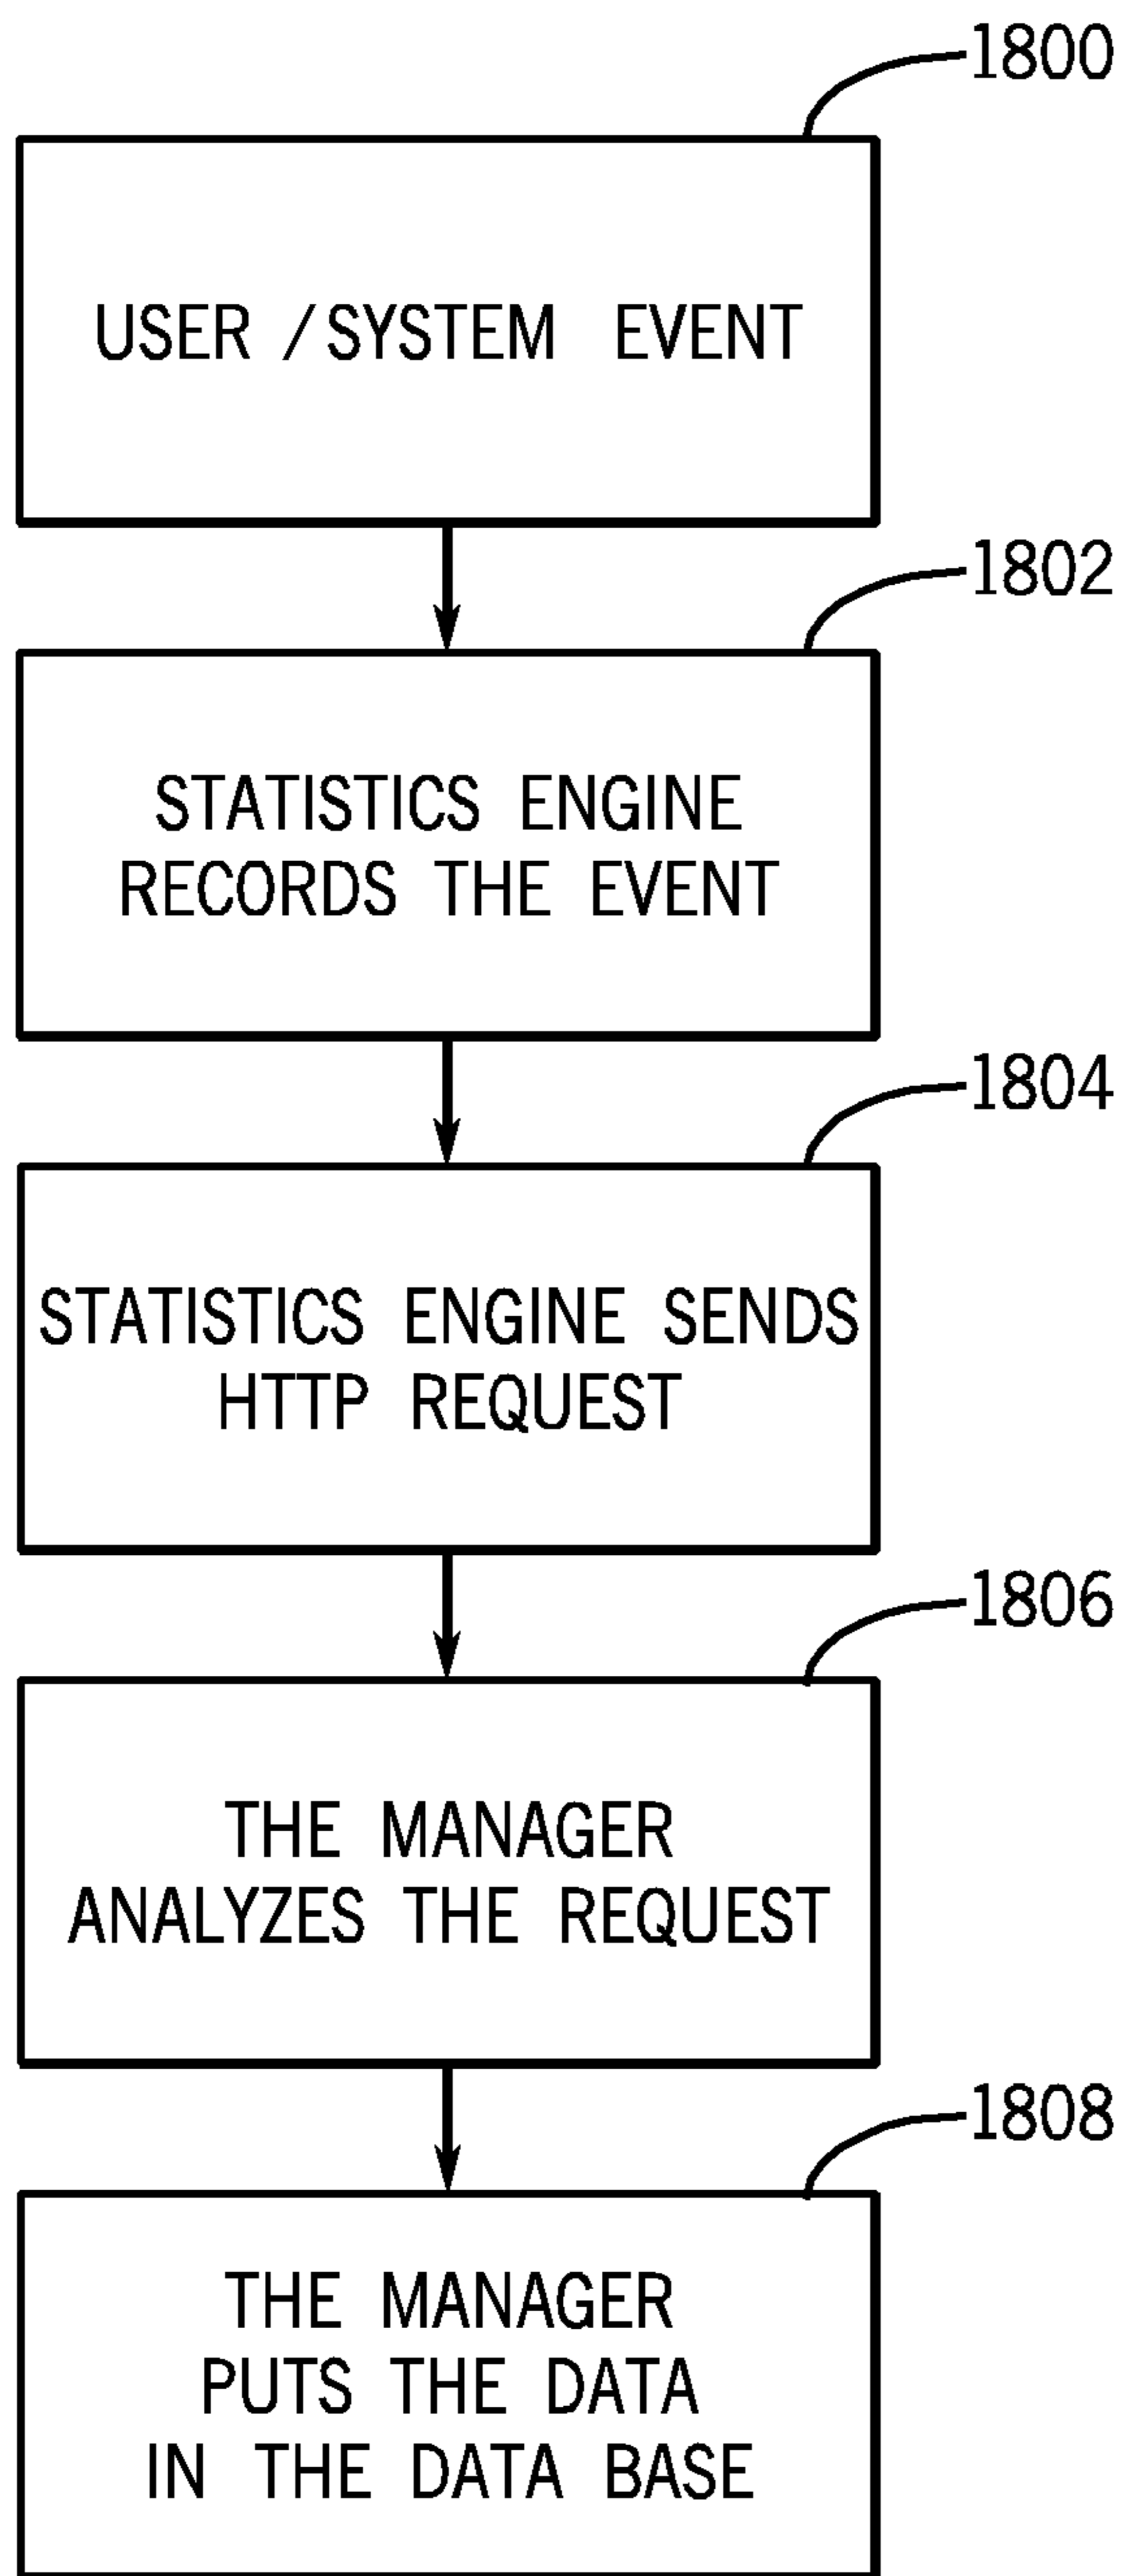 1800
USER /SYSTEM EVENT
1802
STATISTICS ENGINE
RECORDS THE EVENT
1804
STATISTICS ENGINE SENDS
HTTP REQUEST
1806
THE MANAGER
ANALYZES THE REQUEST
1808
THE MANAGER
PUTS THE DATA
IN THE DATA BASE